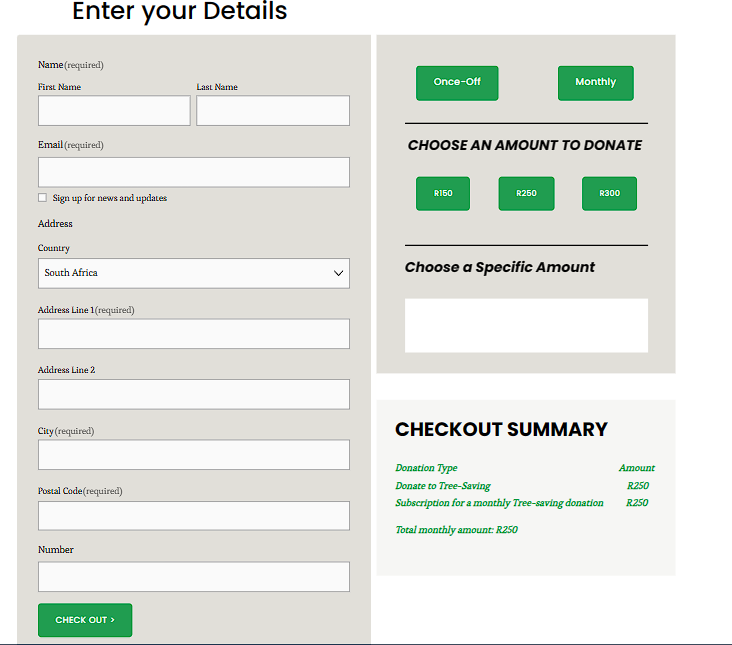 Enter your Details
Name(required)
First Name
Last Name
Email(required)
Sign up for news and updates
Address
Country
South Africa
Address Line 1(required)
Address Line 2
City(required)
Postal Code(required)
Number
CHECK OUT >
Once-Off
Monthly
CHOOSE AN AMOUNT TO DONATE
R150
R250
R300
Choose a Specific Amount
CHECKOUT SUMMARY
Donation Type Amount
Donate to Tree-Saving R250
Subscription for a monthly Tree-saving donation R250
Total monthly amount: R250